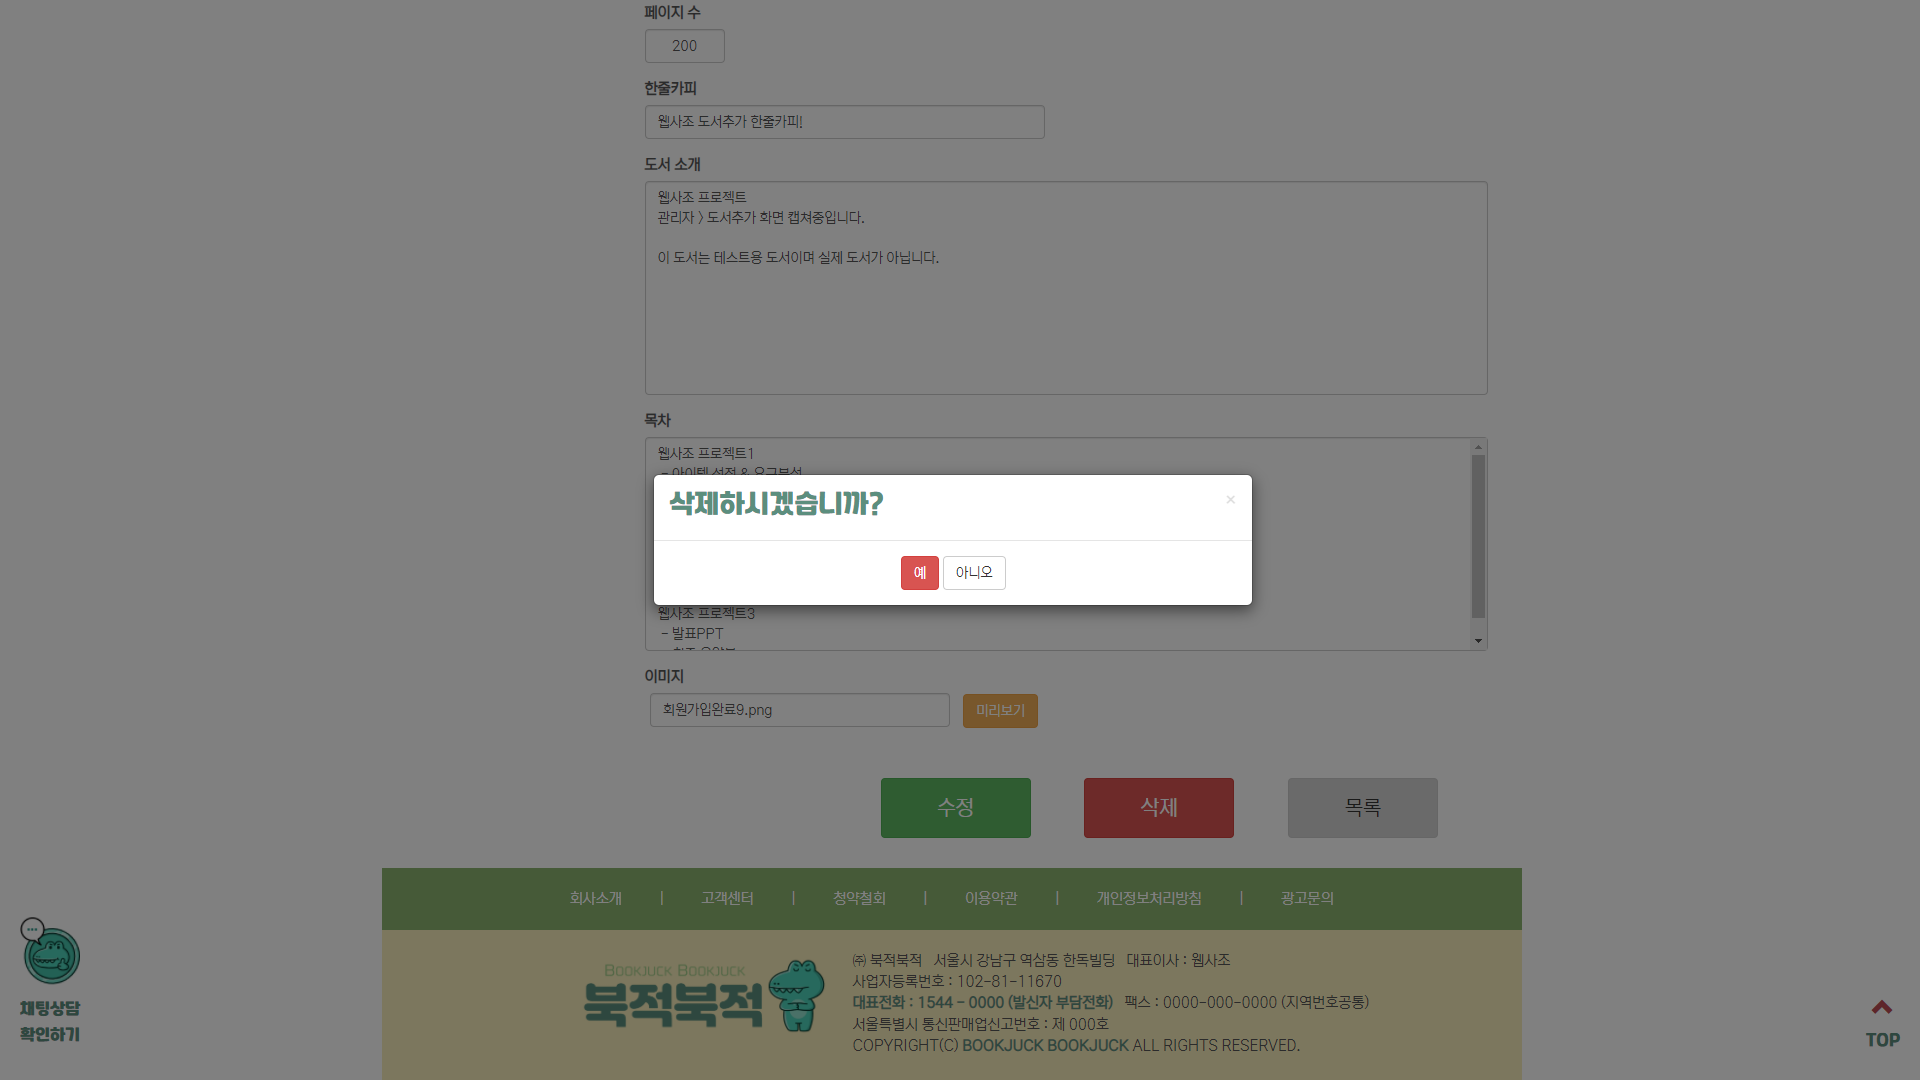 페이지 수
200
한줄카피
웹사조 도서추가 한줄카피!
도서 소개
웹사조 프로젝트
관리자 > 도서추가 화면 캡쳐중입니다.
이 도서는 테스트용 도서이며 실제 도서가 아닙니다.
목차
웹사조 프로젝트1
- 아이템 선정 & 요구분석
삭제하시겠습니까?
×
예 아니오
웹사조 프로젝트3
- 발표PPT
이미지
회원가입완료9.png 미리보기
수정 삭제 목록
회사소개 | 고객센터 | 청약철회 | 이용약관 | 개인정보처리방침 | 광고문의
BOOKJUCK BOOKJUCK
북적북적
㈜ 북적북적 서울시 강남구 역삼동 한독빌딩 대표이사 : 웹사조
사업자등록번호 : 102-81-11670
대표전화 : 1544 - 0000 (발신자 부담전화) 팩스 : 0000-000-0000 (지역번호공통)
서울특별시 통신판매업신고번호 : 제 000호
COPYRIGHT(C) BOOKJUCK BOOKJUCK ALL RIGHTS RESERVED.
채팅상담
확인하기
TOP